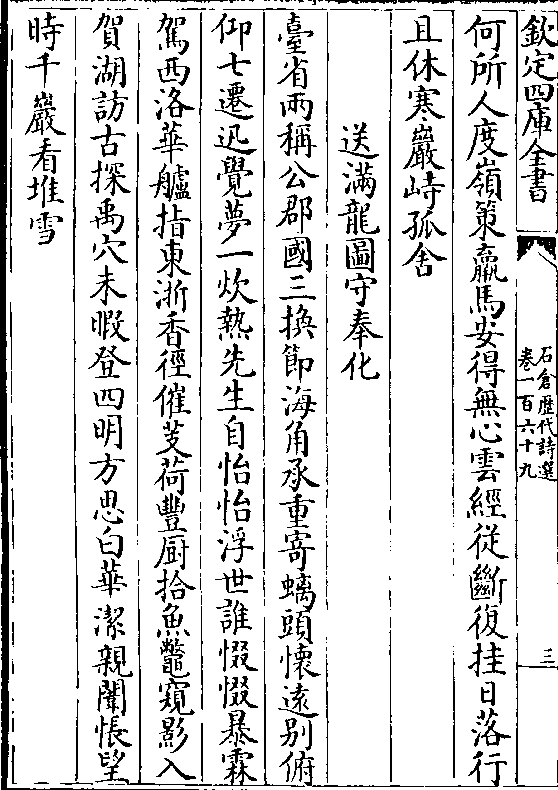 欽定四庫全書
石倉歷代詩選
卷一百六十九
三
何所人度嶺策羸馬安得無心雲經從斷復挂日落行
且休寒巖峙孤舍
送滿龍圖守奉化
臺省兩稱公郡國三換節海角承重寄螭頭懷遠别俯
仰七遷迅覺夢一炊熱先生自怡怡浮世誰惙惙暴霖
駕西洛華艫指東浙香徑催芰荷豐厨拾魚鼈窺影入
賀湖訪古探禹穴未暇登四明方思白華潔親闈悵望
時千巖看堆雪